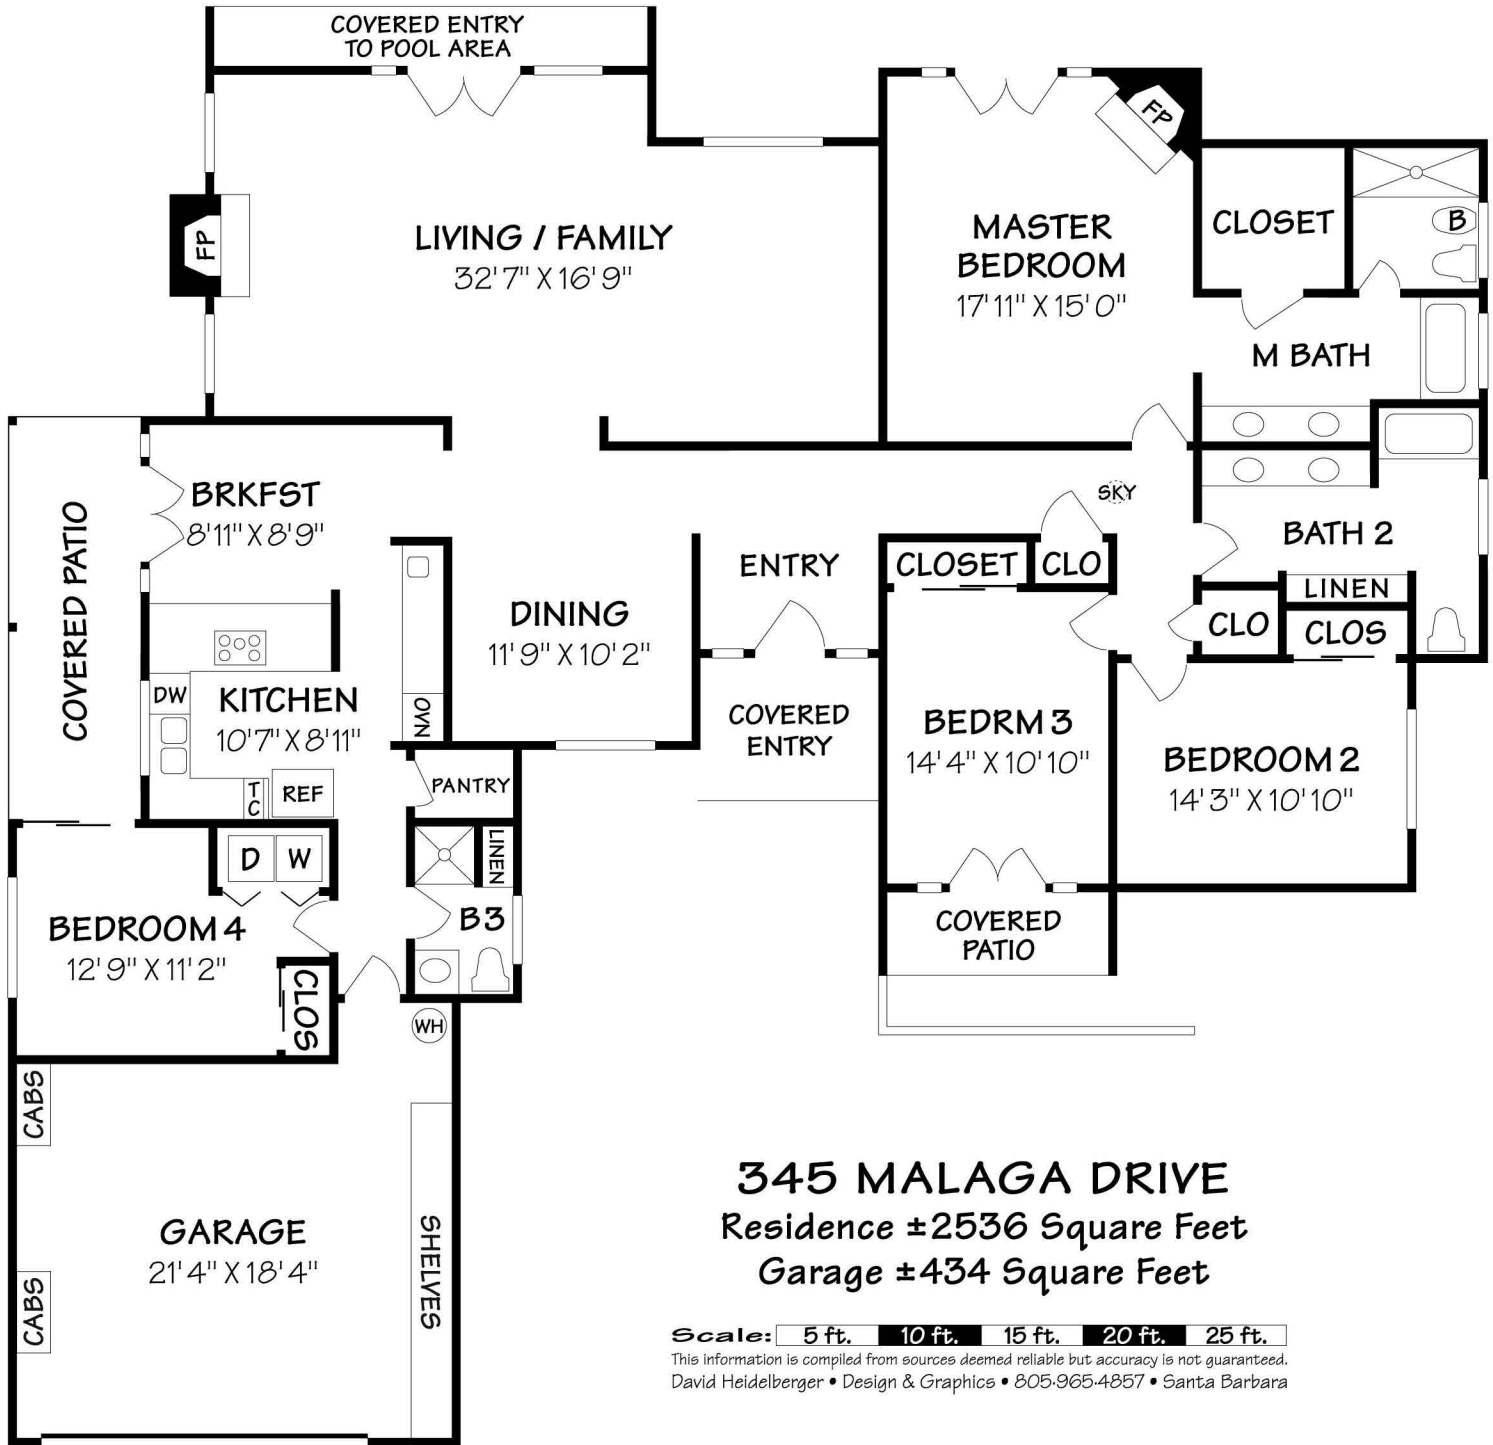 COVERED ENTRY
TO POOL AREA
FP
LIVING / FAMILY
32'7" X 16'9"
FP
MASTER
BEDROOM
17'11" X 15'0"
CLOSET
B
M BATH
COVERED PATIO
BRKFST
8'11" X 8'9"
SKY
BATH 2
LINEN
ENTRY
CLOSET
CLO
CLO
CLOS
DINING
11'9" X 10'2"
DW
KITCHEN
10'7" X 8'11"
OVN
TC
REF
PANTRY
COVERED
ENTRY
BEDRM 3
14'4" X 10'10"
BEDROOM 2
14'3" X 10'10"
D
W
LINEN
B3
BEDROOM 4
12'9" X 11'2"
CLOS
WH
COVERED
PATIO
CABS
GARAGE
21'4" X 18'4"
CABS
SHELVES
345 MALAGA DRIVE
Residence ±2536 Square Feet
Garage ±434 Square Feet
Scale: 5 ft. 10 ft. 15 ft. 20 ft. 25 ft.
This information is compiled from sources deemed reliable but accuracy is not guaranteed.
David Heidelberger • Design & Graphics • 805•965•4857 • Santa Barbara